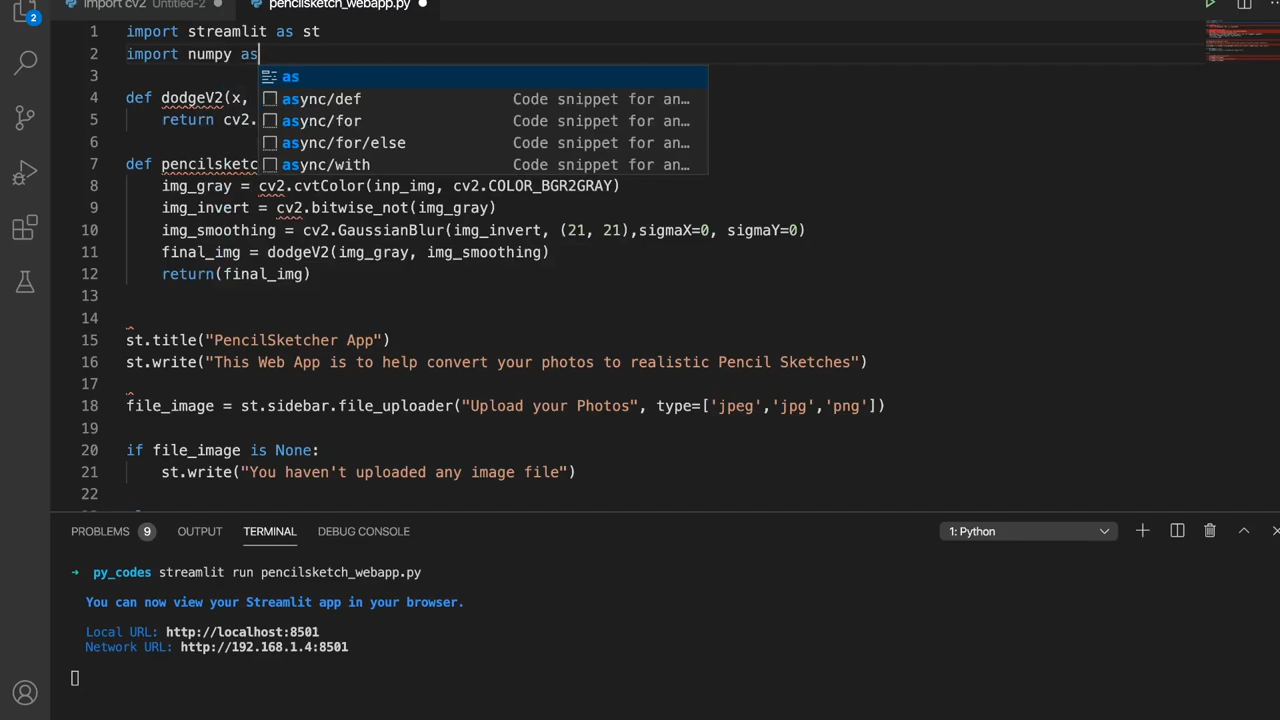 import cv2 Untitled-2
pencilsketch_webapp.py
2
1 import streamlit as st
2 import numpy as
as
async/def Code snippet for an…
async/for Code snippet for an…
async/for/else Code snippet for an…
async/with Code snippet for an…
3
4 def dodgeV2(x,
5 return cv2.
6
7 def pencilsketc
8 img_gray = cv2.cvtColor(inp_img, cv2.COLOR_BGR2GRAY)
9 img_invert = cv2.bitwise_not(img_gray)
10 img_smoothing = cv2.GaussianBlur(img_invert, (21, 21),sigmaX=0, sigmaY=0)
11 final_img = dodgeV2(img_gray, img_smoothing)
12 return(final_img)
13
14
15 st.title("PencilSketcher App")
16 st.write("This Web App is to help convert your photos to realistic Pencil Sketches")
17
18 file_image = st.sidebar.file_uploader("Upload your Photos", type=['jpeg','jpg','png'])
19
20 if file_image is None:
21 st.write("You haven't uploaded any image file")
22
PROBLEMS 9 OUTPUT TERMINAL DEBUG CONSOLE 1: Python
→ py_codes streamlit run pencilsketch_webapp.py
You can now view your Streamlit app in your browser.
Local URL: http://localhost:8501
Network URL: http://192.168.1.4:8501